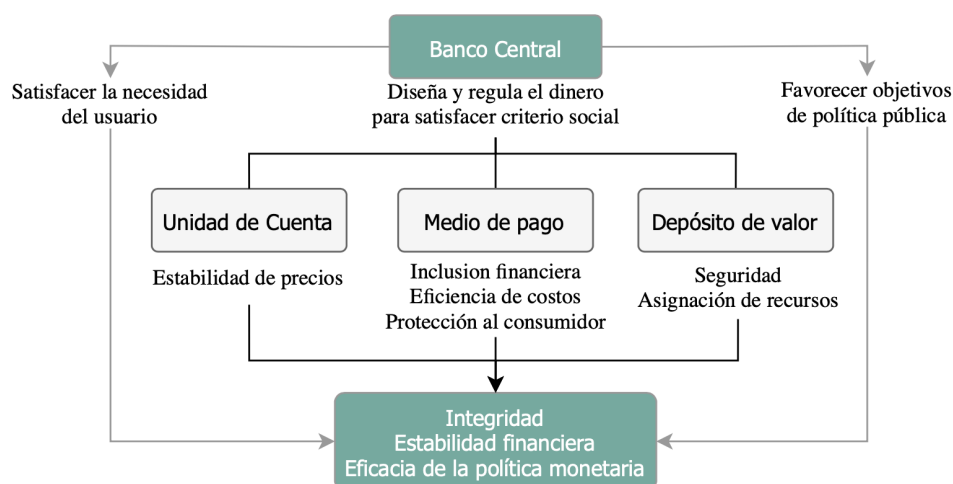 Banco Central
Satisfacer la necesidad
del usuario
Diseña y regula el dinero
para satisfacer criterio social
Favorecer objetivos
de política pública
Unidad de Cuenta
Medio de pago
Depósito de valor
Estabilidad de precios
Inclusion financiera
Eficiencia de costos
Protección al consumidor
Seguridad
Asignación de recursos
Integridad
Estabilidad financiera
Eficacia de la política monetaria